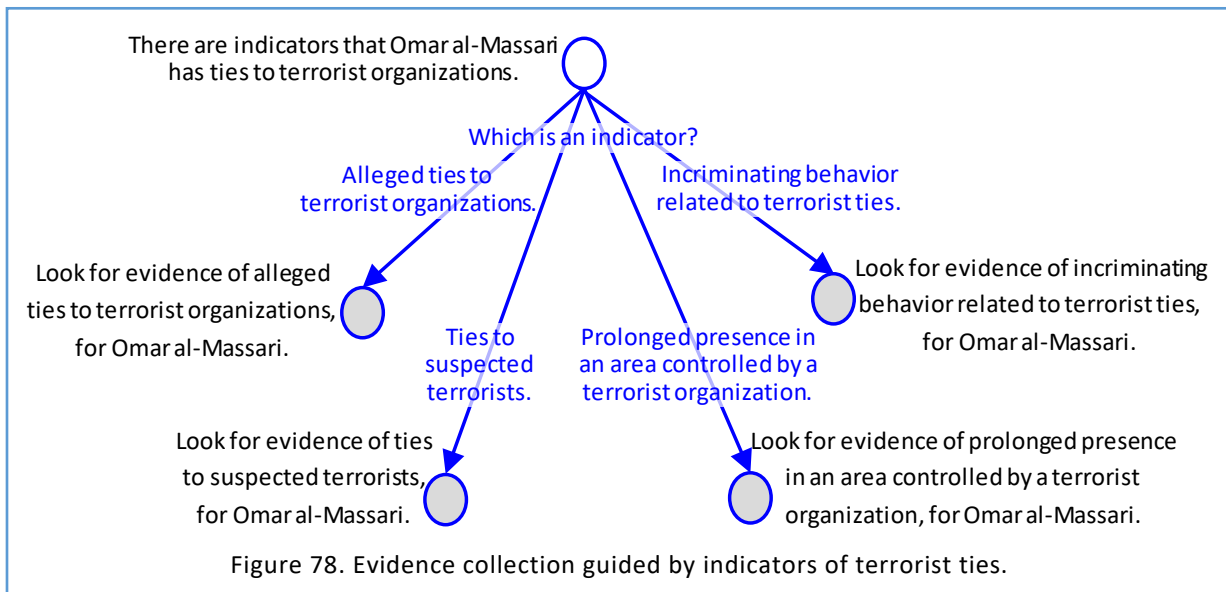 There are indicators that Omar al-Massari
has ties to terrorist organizations.
Which is an indicator?
Alleged ties to
terrorist organizations.
Incriminating behavior
related to terrorist ties.
Look for evidence of alleged
ties to terrorist organizations,
for Omar al-Massari.
Look for evidence of incriminating
behavior related to terrorist ties,
for Omar al-Massari.
Ties to
suspected
terrorists.
Prolonged presence in
an area controlled by a
terrorist organization.
Look for evidence of ties
to suspected terrorists,
for Omar al-Massari.
Look for evidence of prolonged presence
in an area controlled by a terrorist
organization, for Omar al-Massari.
Figure 78. Evidence collection guided by indicators of terrorist ties.